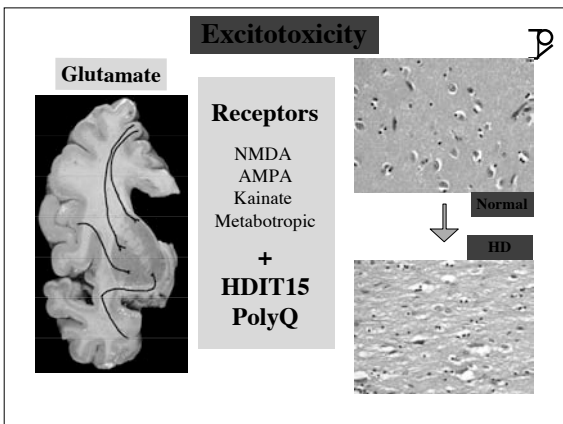 Excitotoxicity
Glutamate
Receptors
NMDA
AMPA
Kainate
Metabotropic
+
HDIT15
PolyQ
Normal
HD